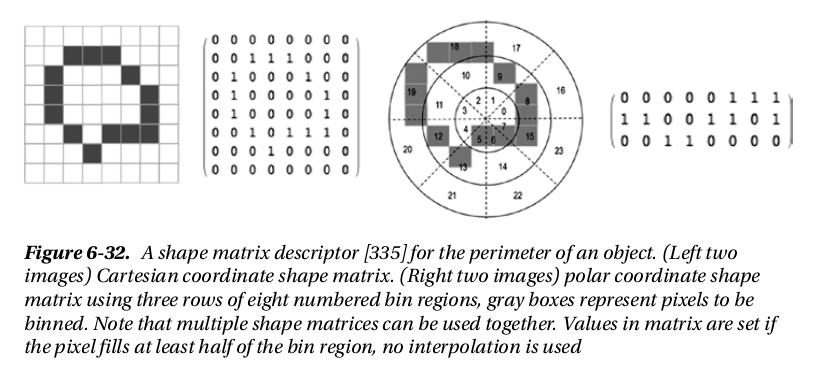 0 0 0 0 0 0 0 0
0 0 1 1 1 0 0 0
0 1 0 0 0 1 0 0
0 1 0 0 0 0 1 0
0 1 0 0 0 0 1 0
0 0 1 0 1 1 1 0
0 0 0 1 0 0 0 0
0 0 0 0 0 0 0 0
18 17
10 9
19 16
11 3 2 1 0 8
4 5 6 7
12 15
20 13 14 23
21 22
0 0 0 0 0 1 1 1
1 1 0 0 1 1 0 1
0 0 1 1 0 0 0 0
Figure 6-32. A shape matrix descriptor [335] for the perimeter of an object. (Left two
images) Cartesian coordinate shape matrix. (Right two images) polar coordinate shape
matrix using three rows of eight numbered bin regions, gray boxes represent pixels to be
binned. Note that multiple shape matrices can be used together. Values in matrix are set if
the pixel fills at least half of the bin region, no interpolation is used